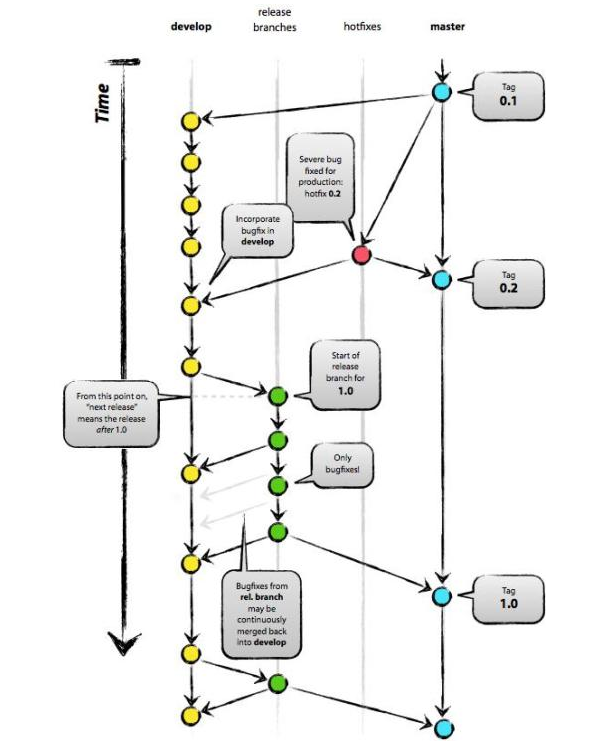 develop
release
branches
hotfixes
master
Time
Tag
0.1
Severe bug
fixed for
production:
hotfix 0.2
Incorporate
bugfix in
develop
Tag
0.2
Start of
release
branch for
1.0
From this point on,
“next release”
means the release
after 1.0
Only
bugfixes!
Bugfixes from
rel. branch
may be
continuously
merged back
into develop
Tag
1.0